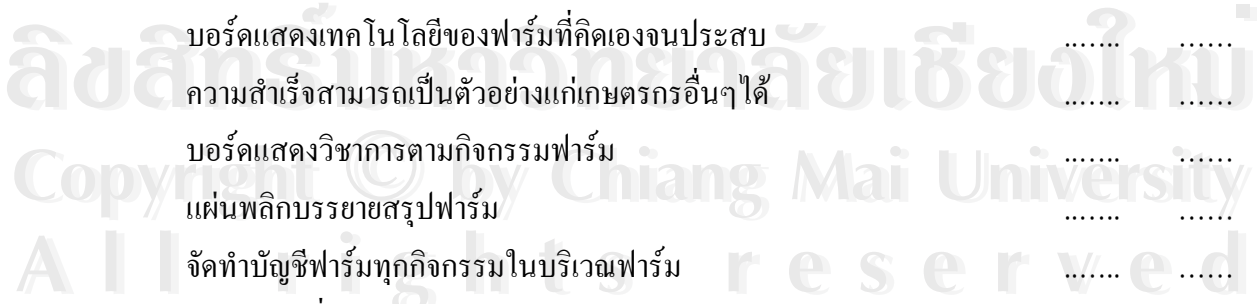 บอร์ดแสดงเทคโนโลยีของฟาร์มที่คิดเองจนประสบ ....... ......
ความสำเร็จสามารถเป็นตัวอย่างแก่เกษตรกรอื่นๆได้ ....... ......
ลิขสิทธิ์มหาวิทยาลัยเชียงใหม่
บอร์ดแสดงวิชาการตามกิจกรรมฟาร์ม ....... ......
Copyright © by Chiang Mai University
แผ่นพลิกบรรยายสรุปฟาร์ม ....... ......
จัดทำบัญชีฟาร์มทุกกิจกรรมในบริเวณฟาร์ม ....... ......
All rights reserved